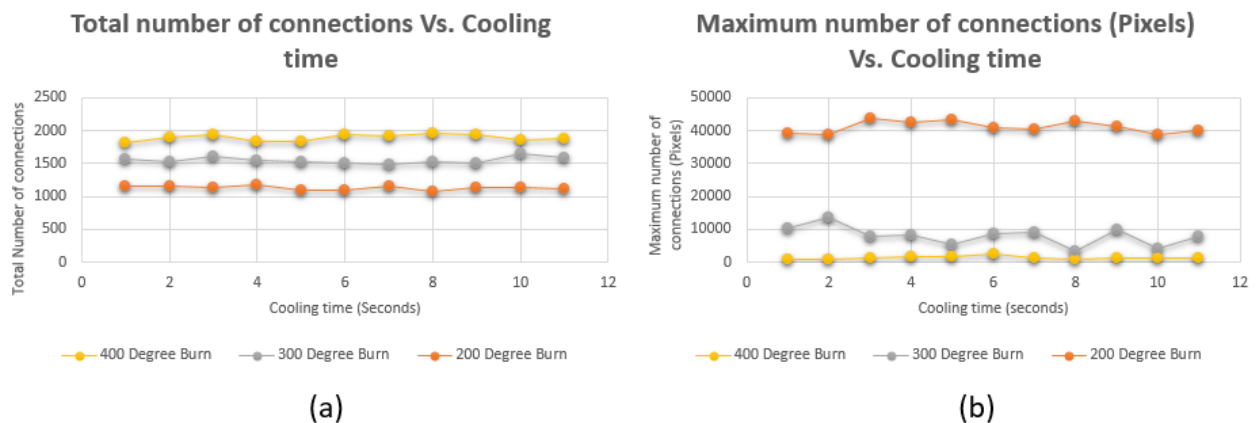 Total number of connections Vs. Cooling
time
Total Number of connections
2500
2000
1500
1000
500
0
0 2 4 6 8 10 12
Cooling time (Seconds)
400 Degree Burn 300 Degree Burn 200 Degree Burn
(a)
Maximum number of connections (Pixels)
Vs. Cooling time
Maximum number of
connections (Pixels)
50000
40000
30000
20000
10000
0
0 2 4 6 8 10 12
Cooling time (seconds)
400 Degree Burn 300 Degree Burn 200 Degree Burn
(b)